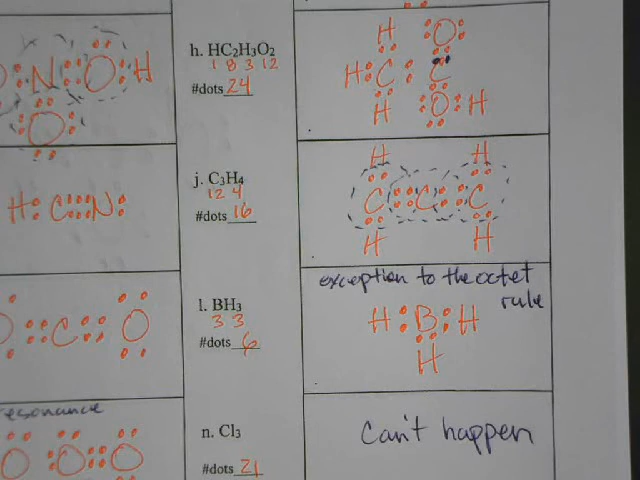 N O H
O
h. HC2H3O2
1 8 3 12
#dots 24
H O
H C C
H O H
H C N
j. C3H4
12 4
#dots 16
H H
C C C
H H
C O
l. BH3
3 3
#dots 6
exception to the octet
rule
H B H
H
esonance
O O O
n. Cl3
#dots 21
can't happen